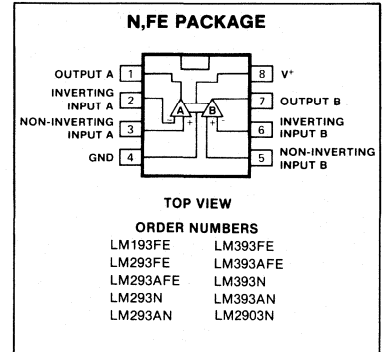 N,FE PACKAGE
OUTPUT A 1
8 V+
INVERTING
INPUT A 2
7 OUTPUT B
NON-INVERTING
INPUT A 3
6 INVERTING
INPUT B
GND 4
5 NON-INVERTING
INPUT B
A
B
- +
+ -
TOP VIEW
ORDER NUMBERS
LM193FE LM393FE
LM293FE LM393AFE
LM293AFE LM393N
LM293N LM393AN
LM293AN LM2903N